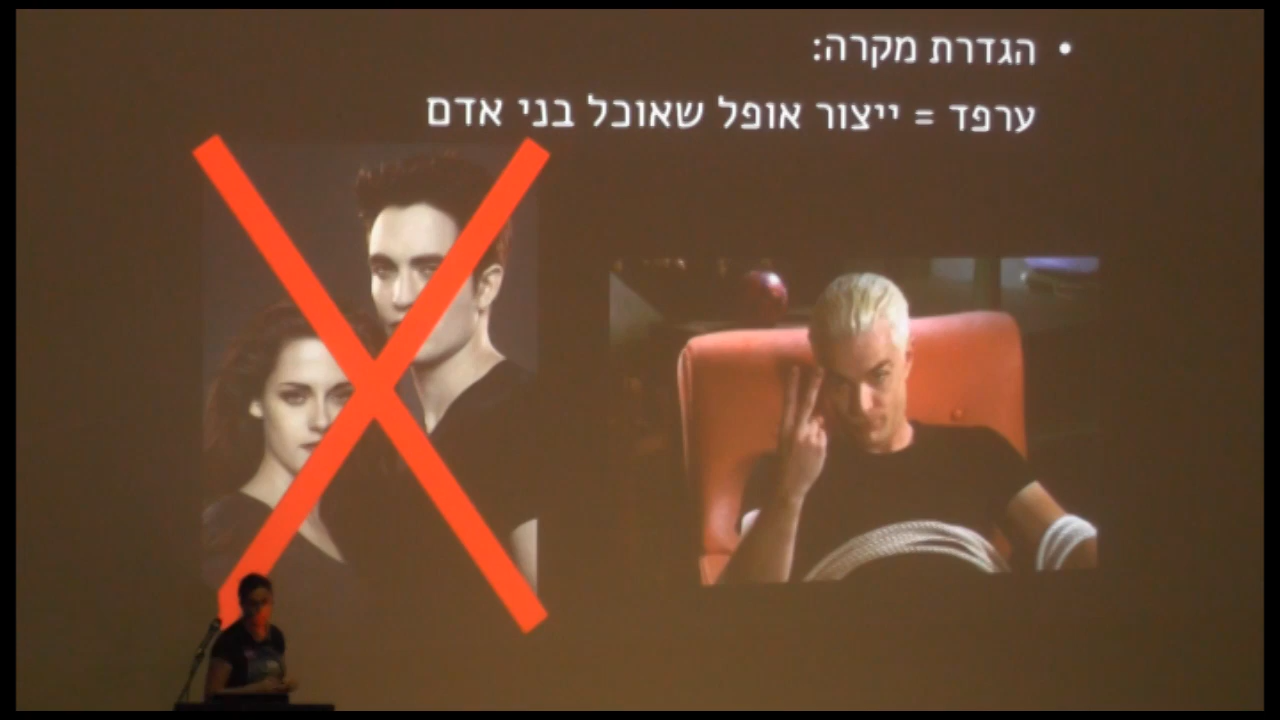 • הגדרת מקרה:
ערפד = ייצור אופל שאוכל בני אדם